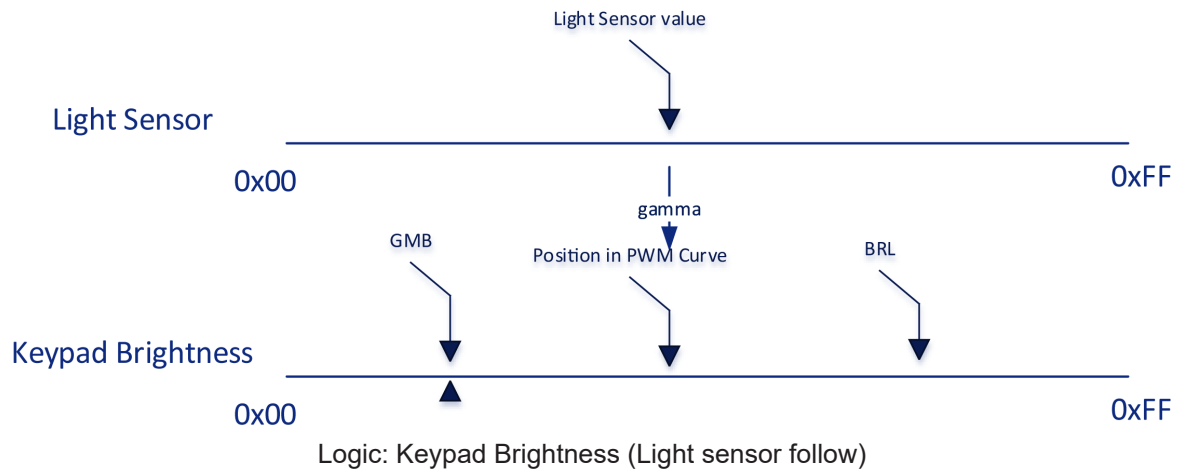 Light Sensor value
Light Sensor
0x00
0xFF
gamma
GMB
Position in PWM Curve
BRL
Keypad Brightness
0x00
0xFF
Logic: Keypad Brightness (Light sensor follow)